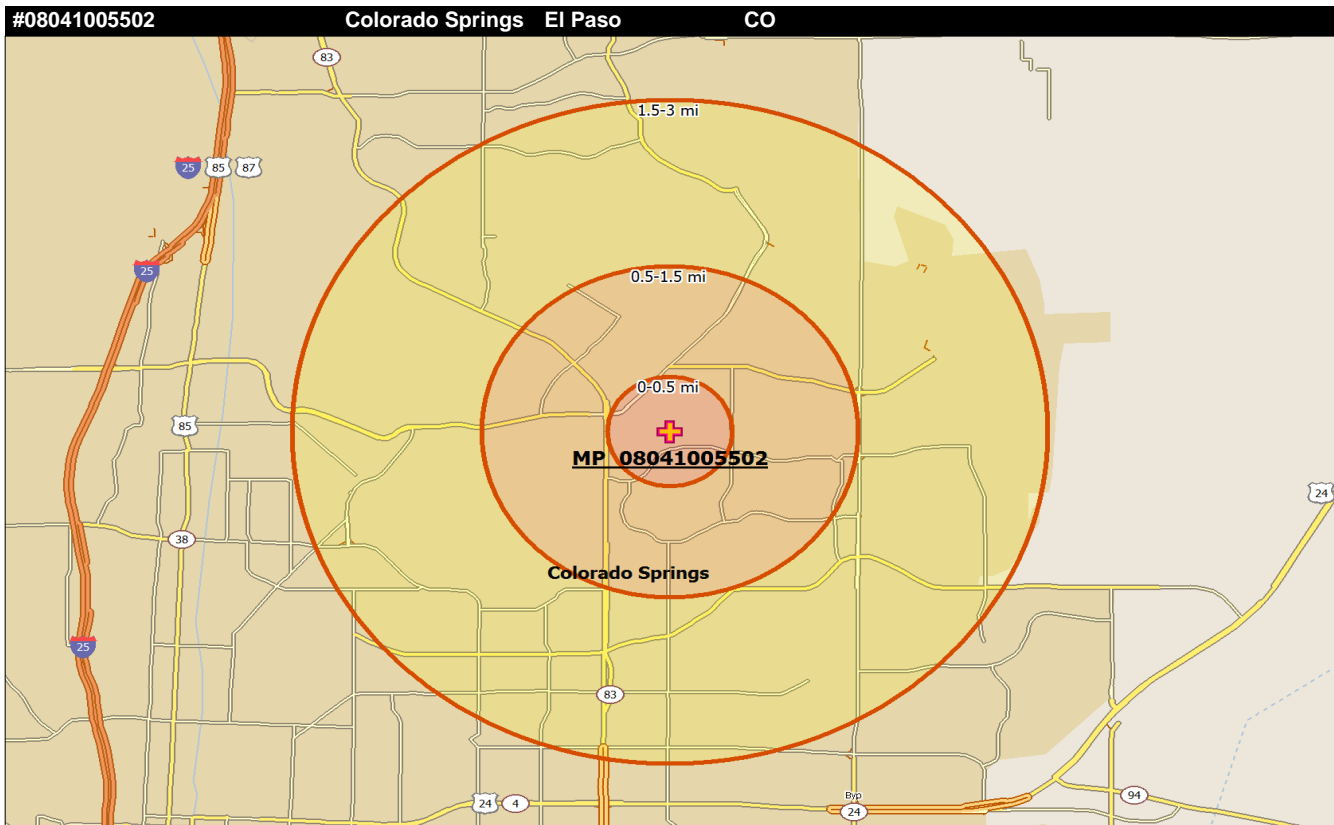 #08041005502 Colorado Springs El Paso CO
83
1.5-3 mi
25 85 87
25
0.5-1.5 mi
0-0.5 mi
85
MP 08041005502
24
38
Colorado Springs
25
83
24 4
Byp
24
94